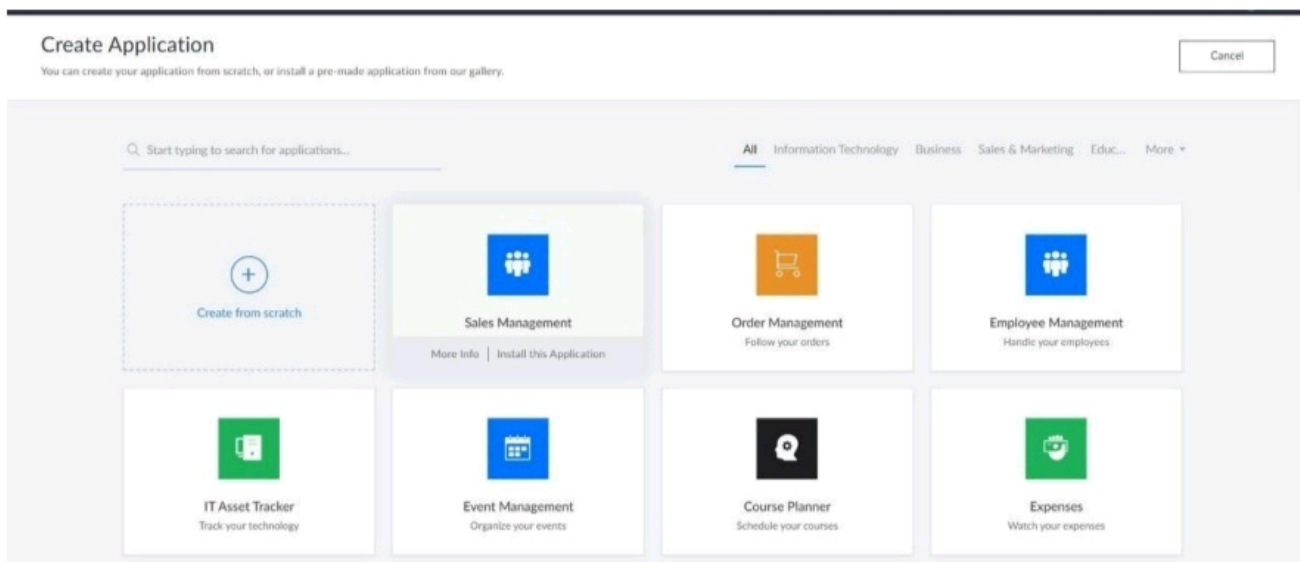 Create Application
Cancel
You can create your application from scratch, or install a pre-made application from our gallery.
Start typing to search for applications...
All Information Technology Business Sales & Marketing Educ... More
Create from scratch
Sales Management
More Info | Install this Application
Order Management
Follow your orders
Employee Management
Handle your employees
IT Asset Tracker
Track your technology
Event Management
Organize your events
Course Planner
Schedule your courses
Expenses
Watch your expenses